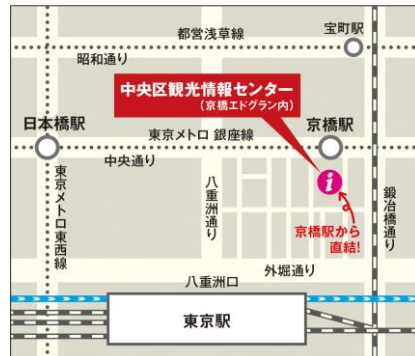 都営浅草線
宝町駅
昭和通り
中央区観光情報センター
(京橋エドグラン内)
日本橋駅
東京メトロ 銀座線
京橋駅
中央通り
i
東京メトロ東西線
八重洲通り
鍛冶橋通り
京橋駅から
直結!
外堀通り
八重洲口
東京駅